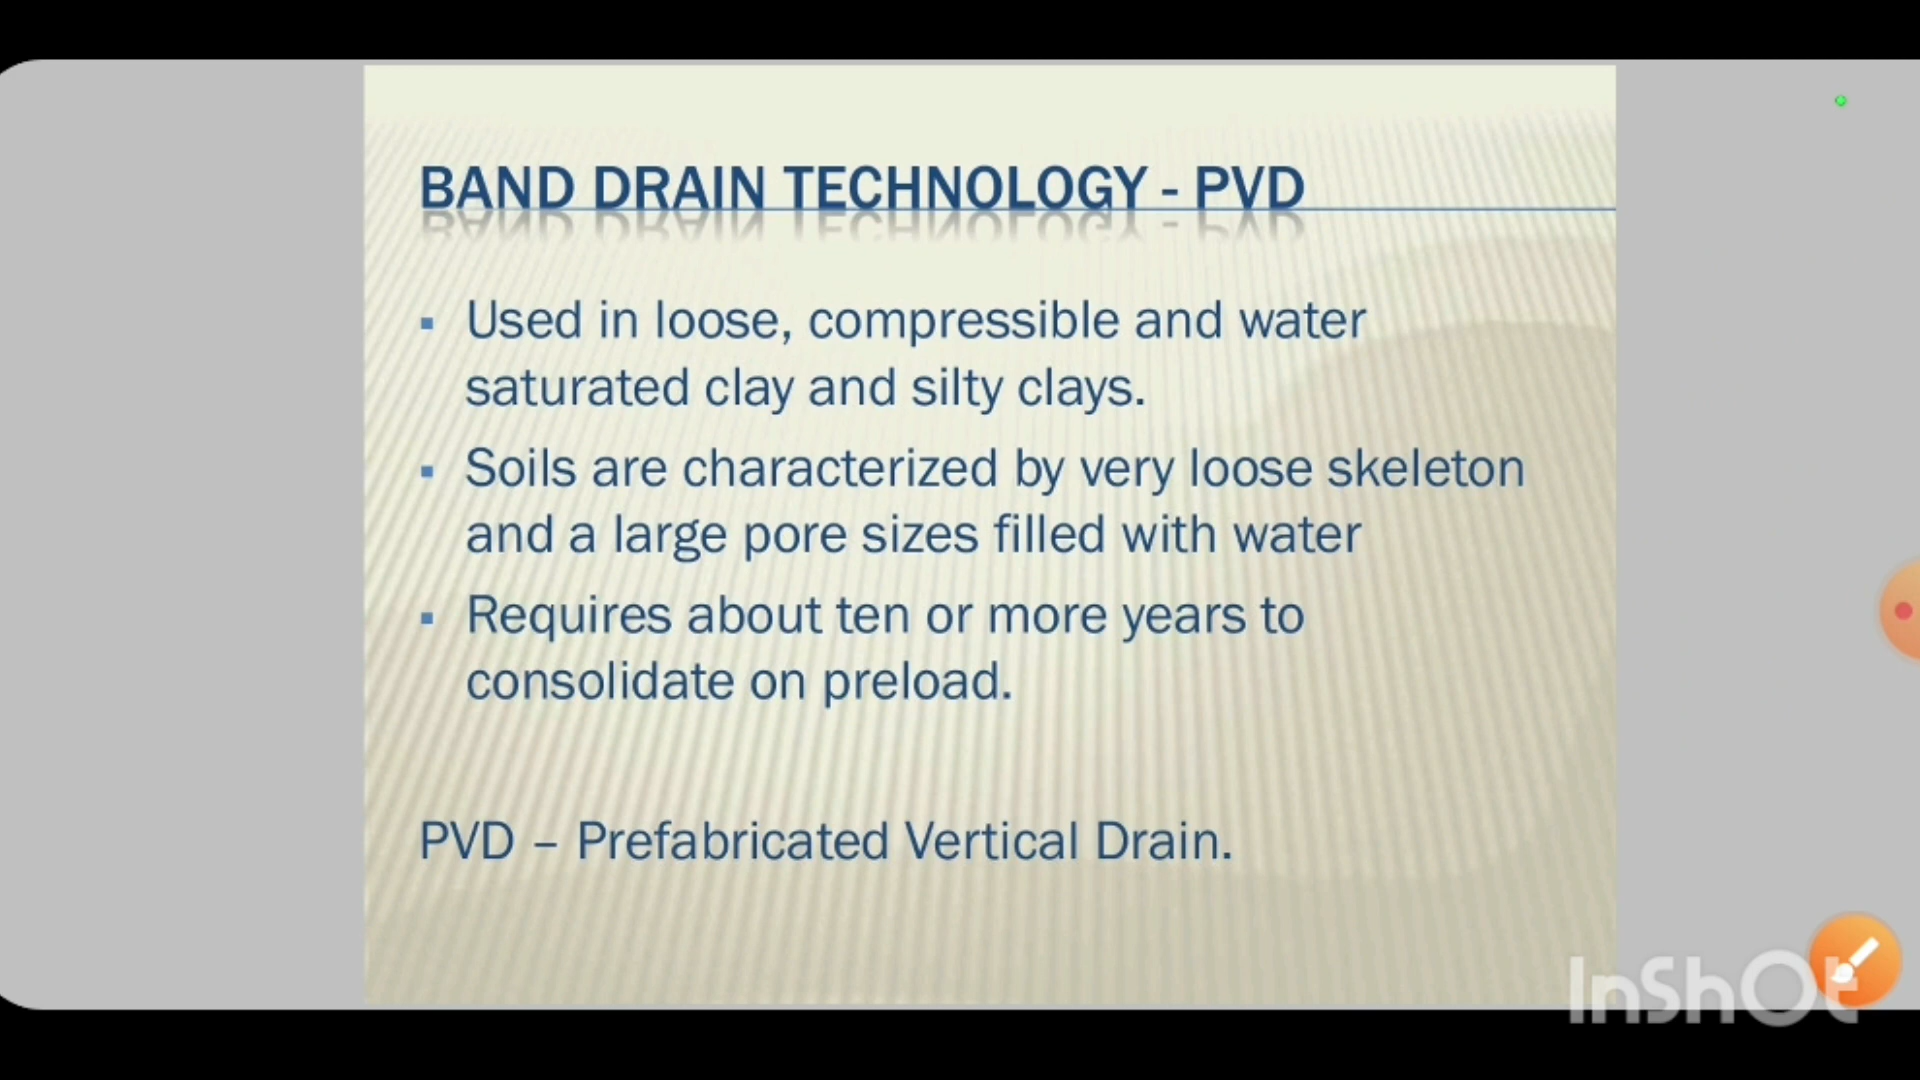 BAND DRAIN TECHNOLOGY - PVD
▪ Used in loose, compressible and water
saturated clay and silty clays.
▪ Soils are characterized by very loose skeleton
and a large pore sizes filled with water
▪ Requires about ten or more years to
consolidate on preload.
PVD – Prefabricated Vertical Drain.
InShOt